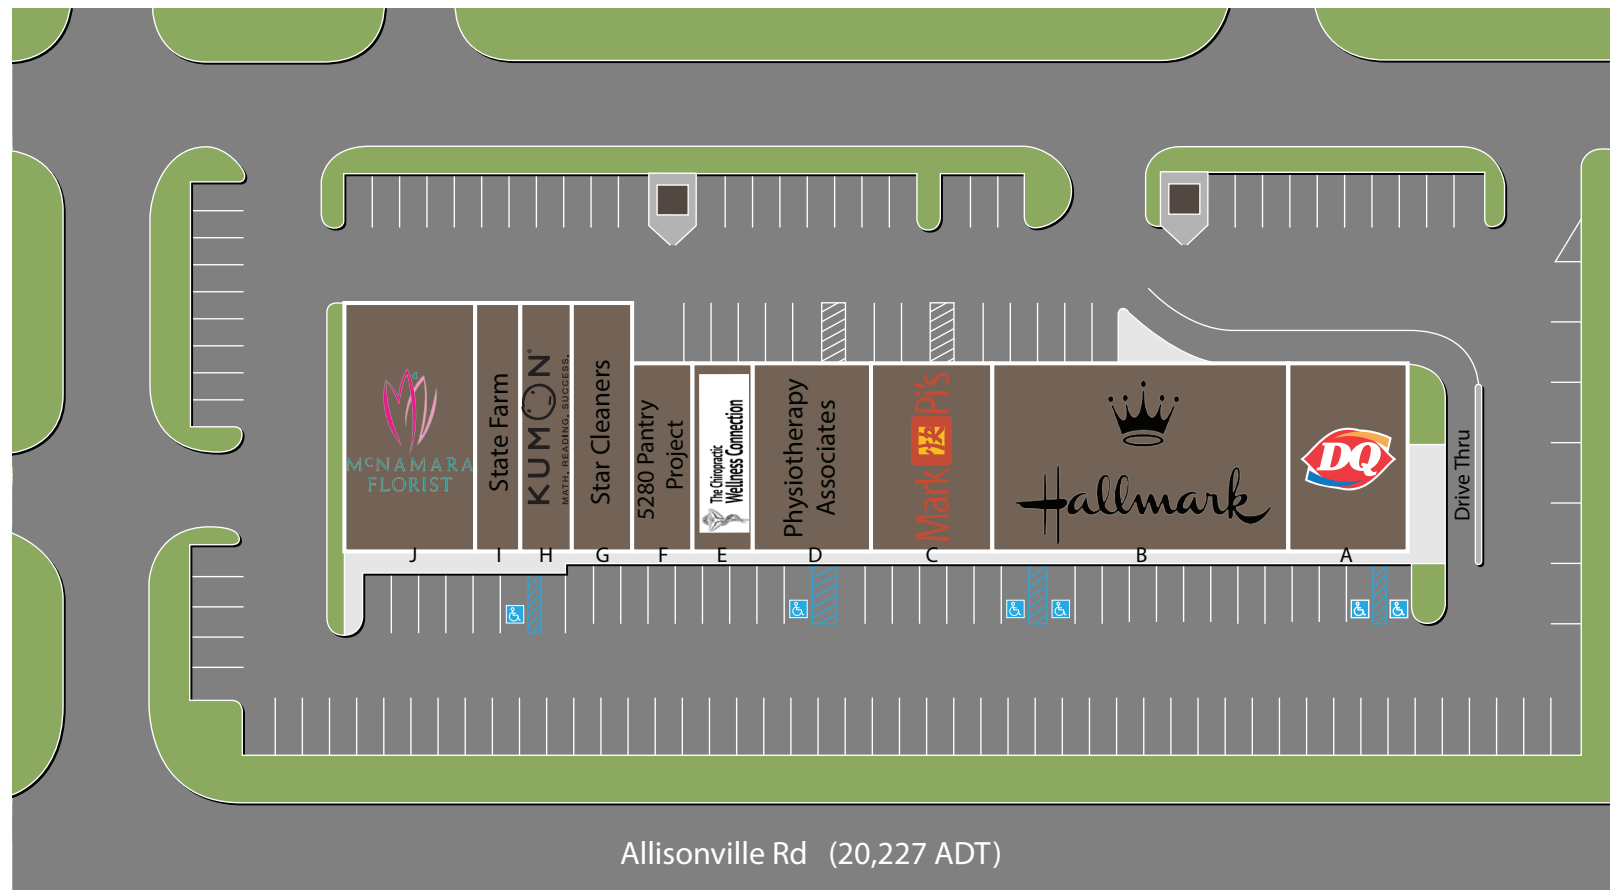 McNAMARA
FLORIST
State Farm
KUMON®
MATH. READING. SUCCESS.
Star Cleaners
5280 Pantry
Project
The Chiropractic
Wellness Connection
Physiotherapy
Associates
Mark Pi's
Hallmark
DQ
Drive Thru
J
I
H
G
F
E
D
C
B
A
Allisonville Rd (20,227 ADT)